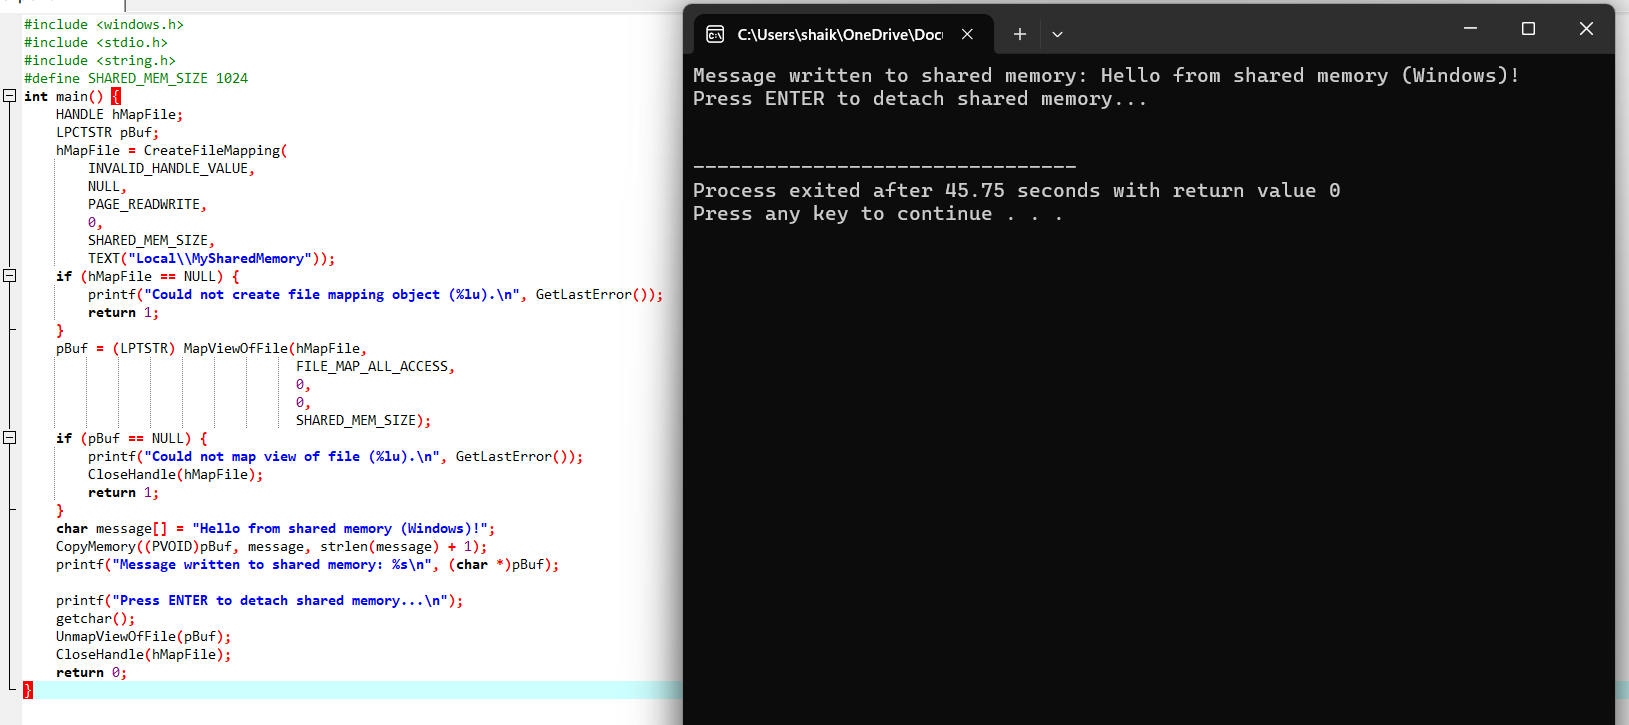 #include <windows.h>
#include <stdio.h>
#include <string.h>
#define SHARED_MEM_SIZE 1024
int main() {
    HANDLE hMapFile;
    LPCTSTR pBuf;
    hMapFile = CreateFileMapping(
        INVALID_HANDLE_VALUE,
        NULL,
        PAGE_READWRITE,
        0,
        SHARED_MEM_SIZE,
        TEXT("Local\\MySharedMemory"));
    if (hMapFile == NULL) {
        printf("Could not create file mapping object (%lu).\n", GetLastError());
        return 1;
    }
    pBuf = (LPTSTR) MapViewOfFile(hMapFile,
                                  FILE_MAP_ALL_ACCESS,
                                  0,
                                  0,
                                  SHARED_MEM_SIZE);
    if (pBuf == NULL) {
        printf("Could not map view of file (%lu).\n", GetLastError());
        CloseHandle(hMapFile);
        return 1;
    }
    char message[] = "Hello from shared memory (Windows)!";
    CopyMemory((PVOID)pBuf, message, strlen(message) + 1);
    printf("Message written to shared memory: %s\n", (char *)pBuf);
    printf("Press ENTER to detach shared memory...\n");
    getchar();
    UnmapViewOfFile(pBuf);
    CloseHandle(hMapFile);
    return 0;
}
C:\Users\shaik\OneDrive\Doc
Message written to shared memory: Hello from shared memory (Windows)!
Press ENTER to detach shared memory...
--------------------------------
Process exited after 45.75 seconds with return value 0
Press any key to continue . . .